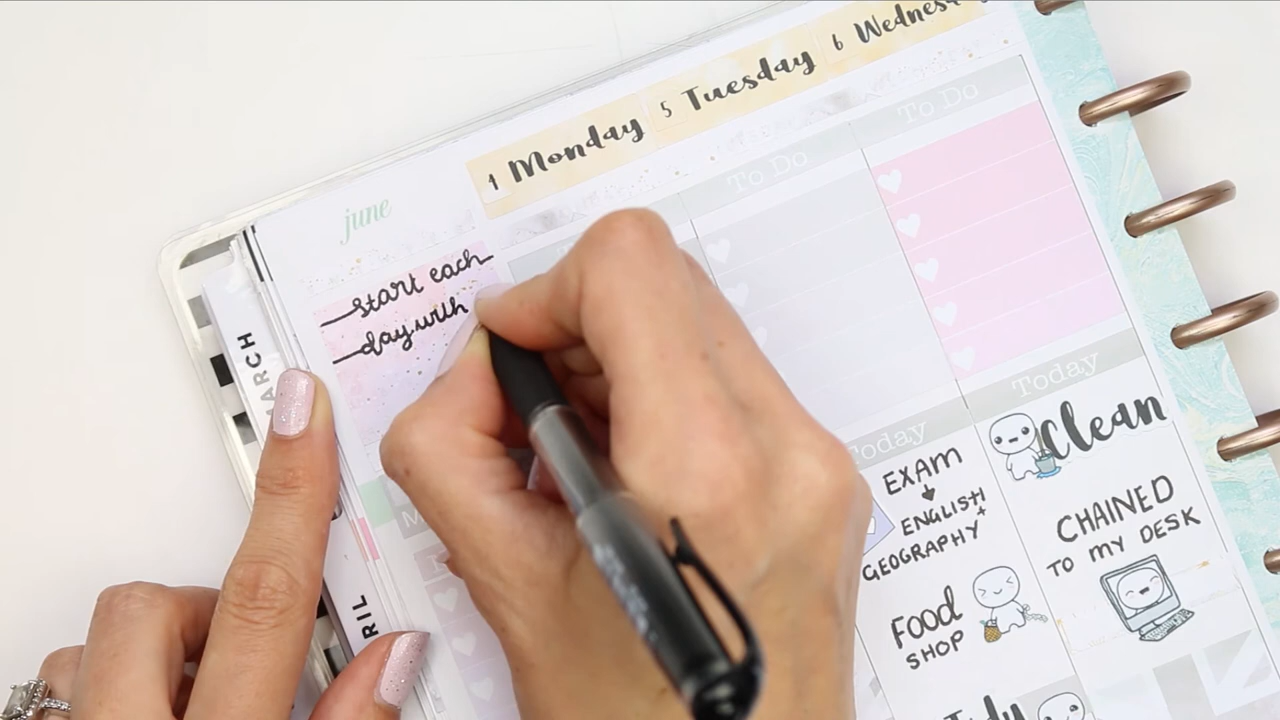 4 Monday
5 Tuesday
6 Wednes
june
To Do
To Do
start each
day with
MARCH
RIL
Today
Today
Clean
EXAM
ENGLISH
+
GEOGRAPHY
CHAINED
TO MY DESK
Food
SHOP